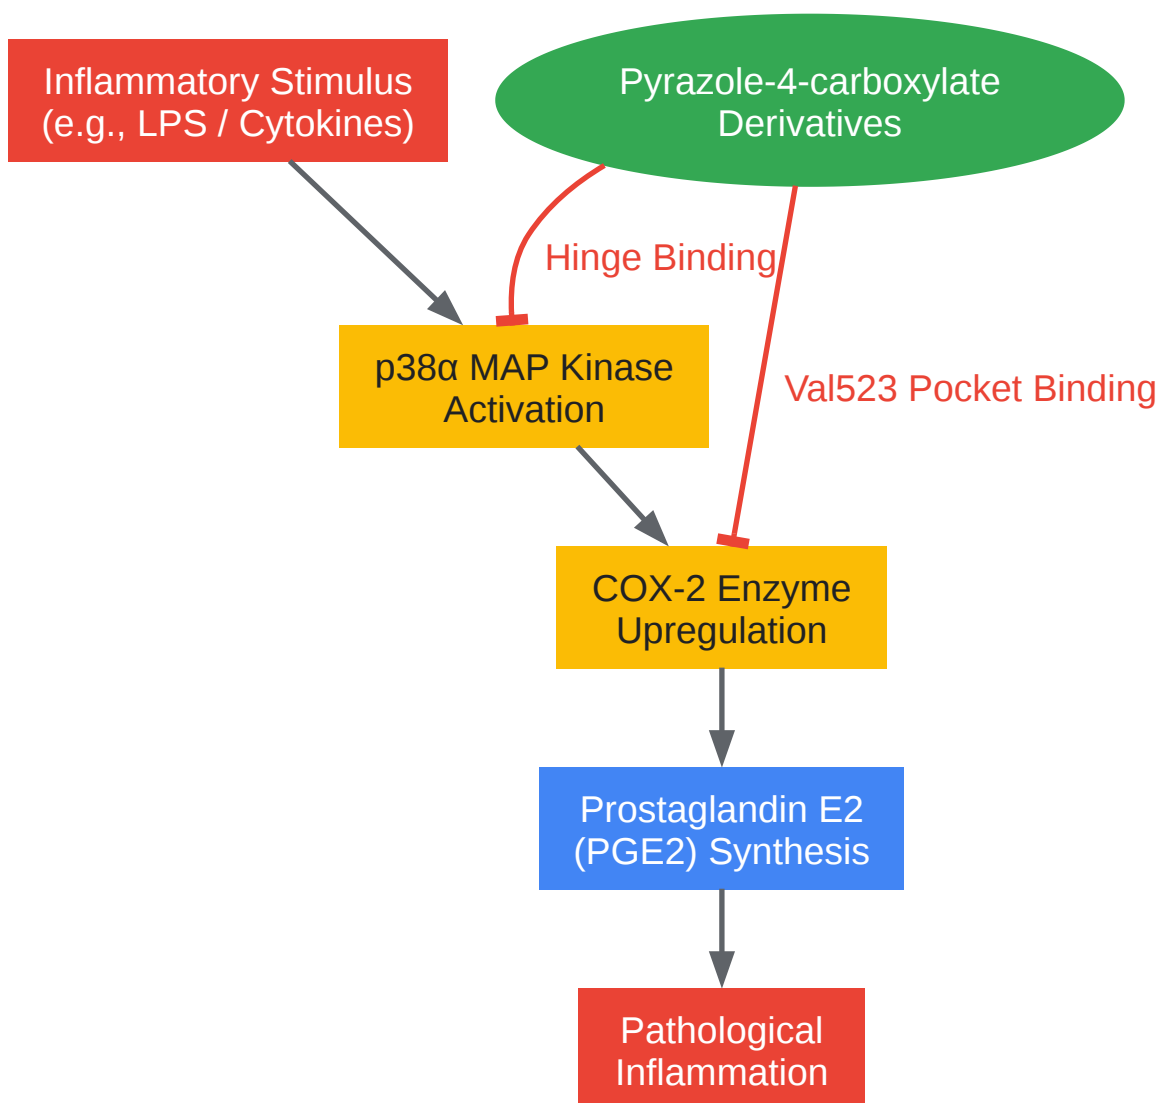 Inflammatory Stimulus
(e.g., LPS / Cytokines)
Pyrazole-4-carboxylate
Derivatives
Hinge Binding
p38α MAP Kinase
Activation
Val523 Pocket Binding
COX-2 Enzyme
Upregulation
Prostaglandin E2
(PGE2) Synthesis
Pathological
Inflammation